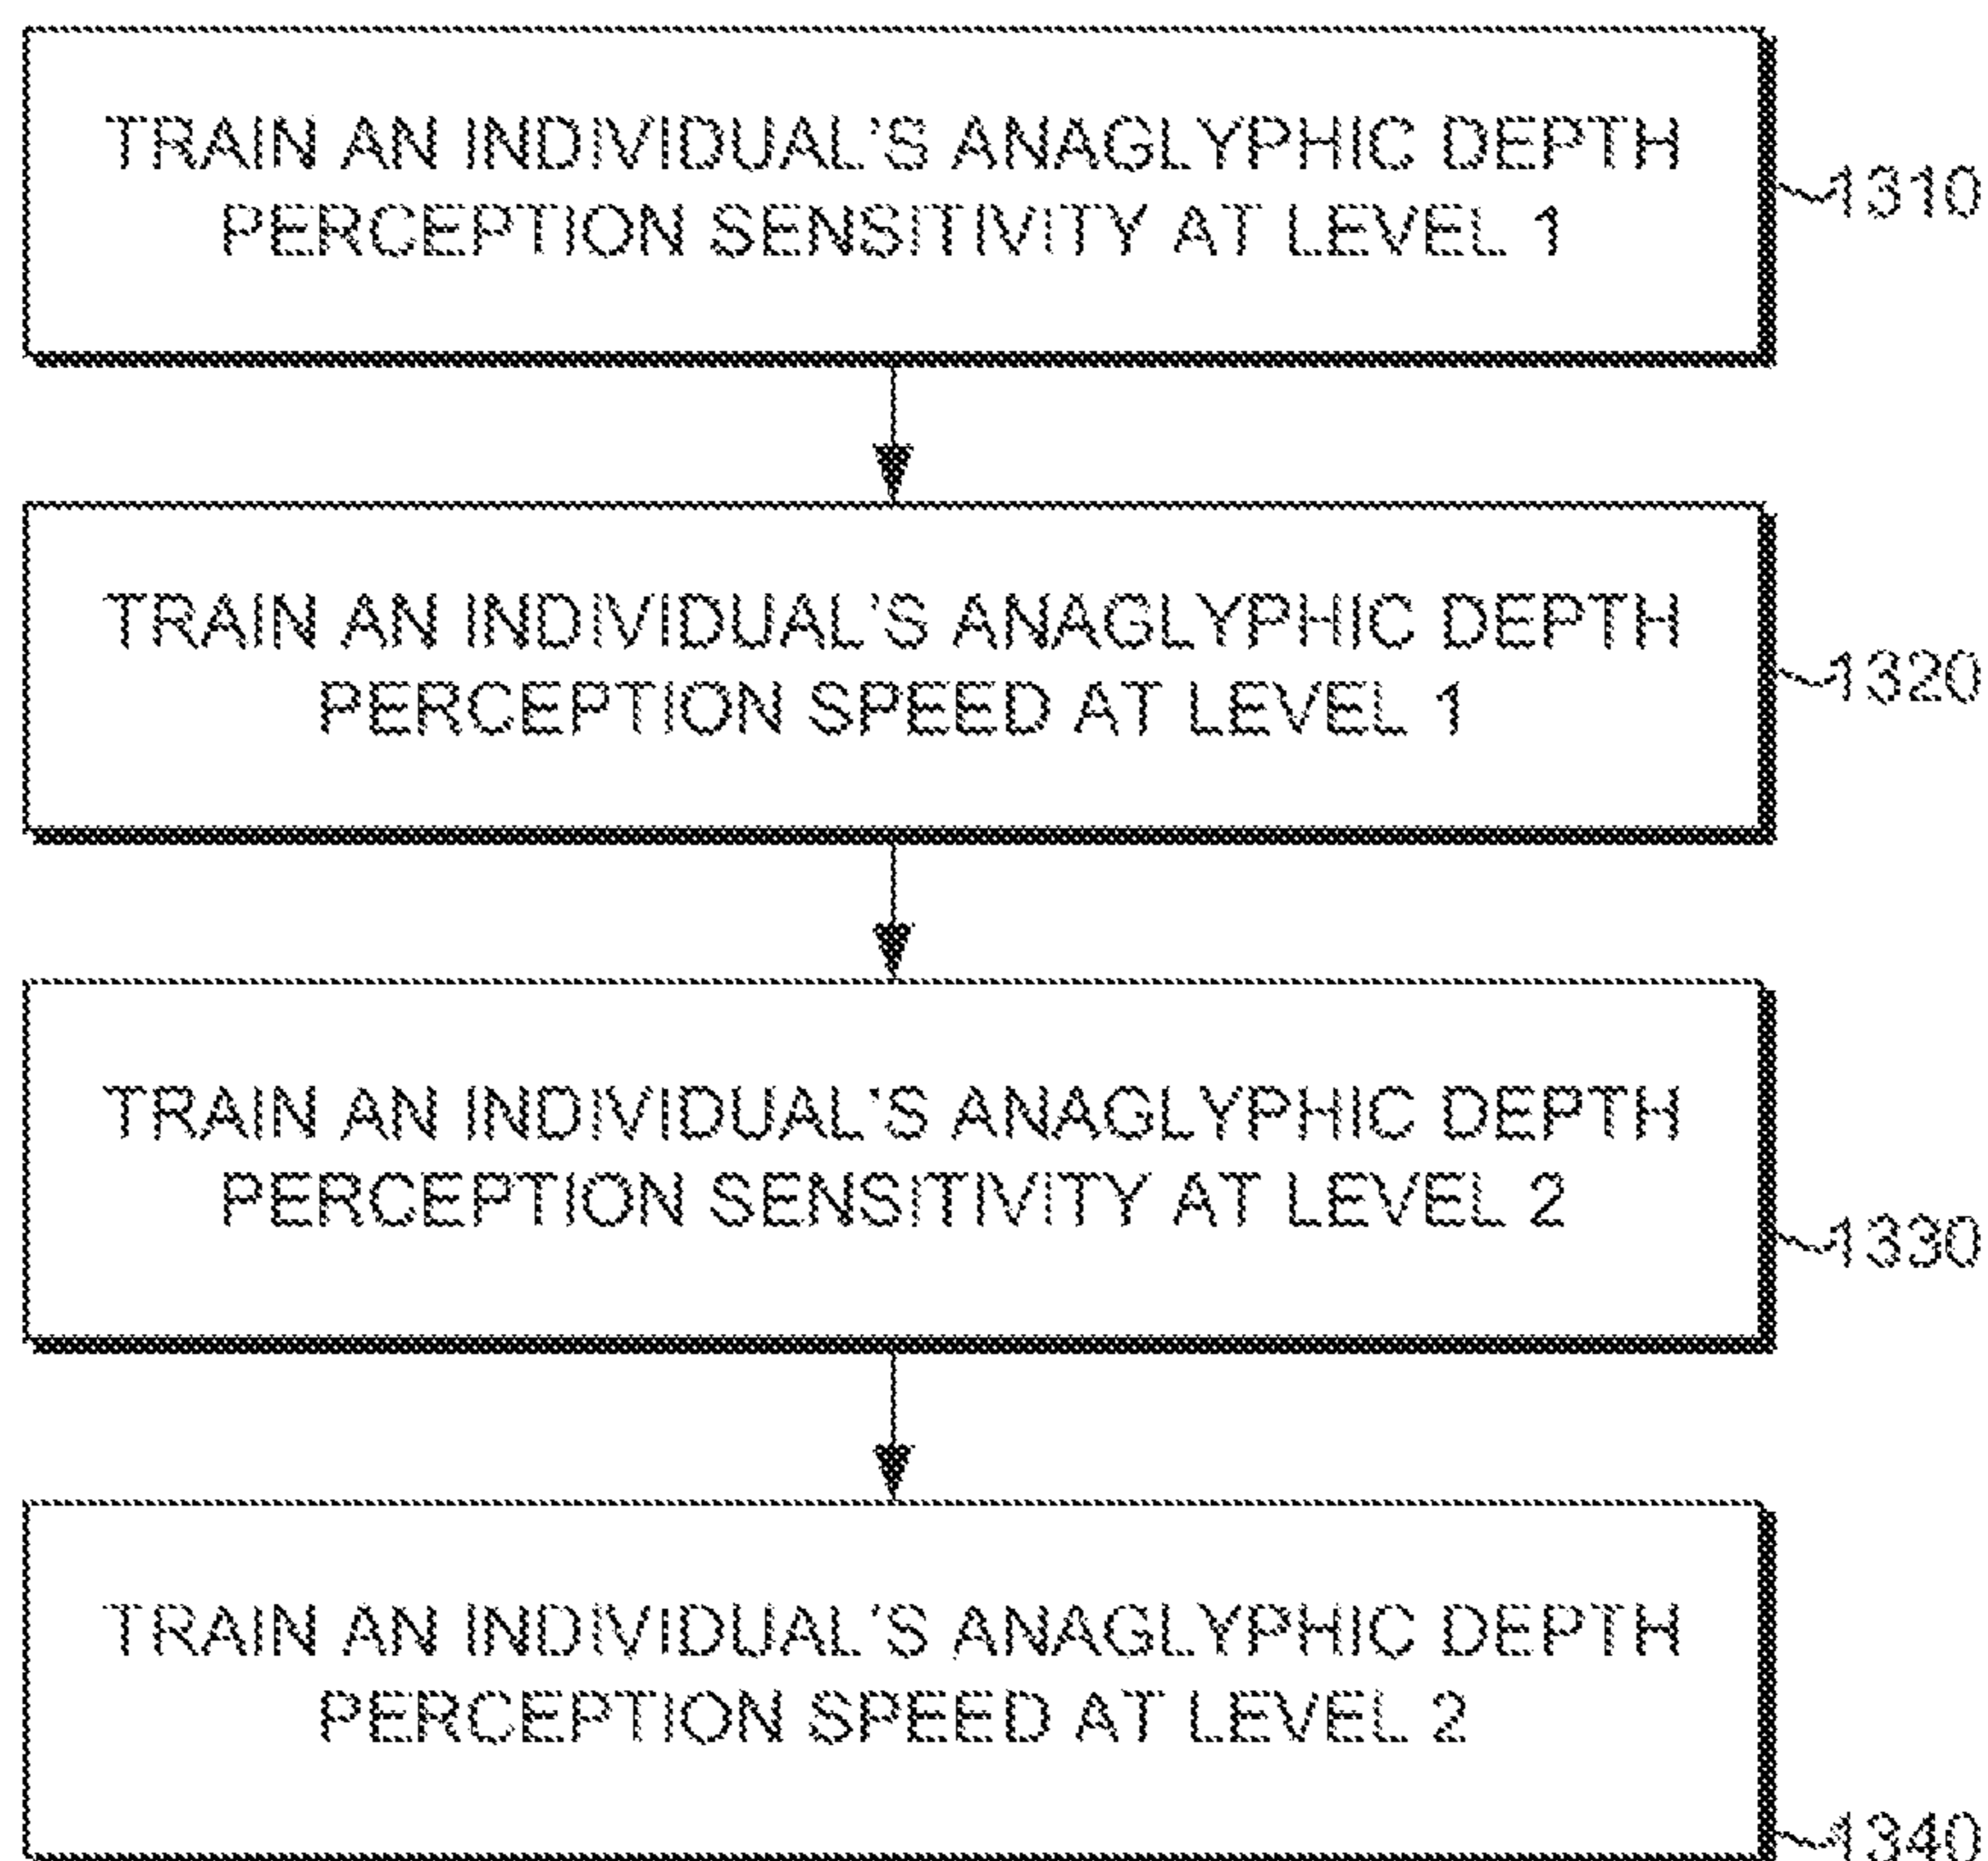 TRAIN AN INDIVIDUAL'S ANAGLYPHIC DEPTH
PERCEPTION SENSITIVITY AT LEVEL 1
1310
TRAIN AN INDIVIDUAL'S ANAGLYPHIC DEPTH
PERCEPTION SPEED AT LEVEL 1
1320
TRAIN AN INDIVIDUAL'S ANAGLYPHIC DEPTH
PERCEPTION SENSITIVITY AT LEVEL 2
1330
TRAIN AN INDIVIDUAL'S ANAGLYPHIC DEPTH
PERCEPTION SPEED AT LEVEL 2
1340